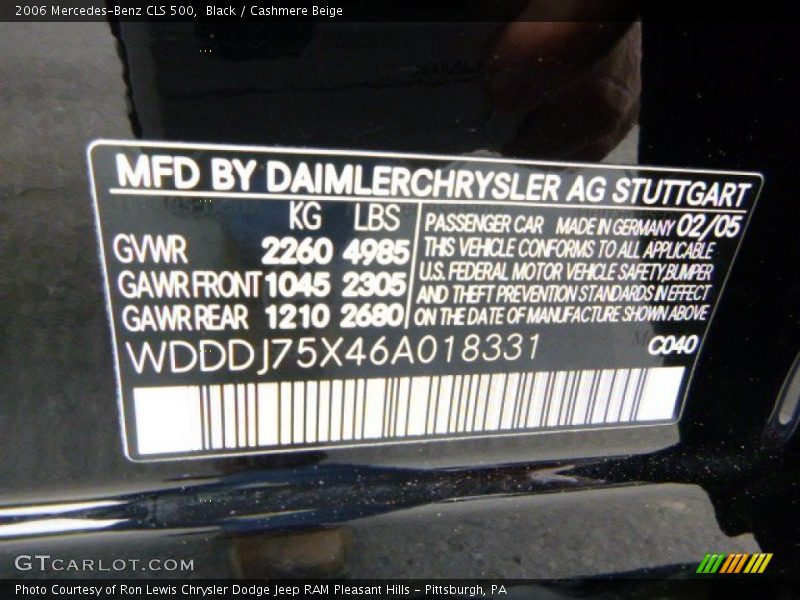 2006 Mercedes-Benz CLS 500,  Black / Cashmere Beige
MFD BY DAIMLERCHRYSLER AG STUTTGART
KG LBS
GVWR 2260 4985
GAWR FRONT 1045 2305
GAWR REAR 1210 2680
PASSENGER CAR MADE IN GERMANY 02/05
THIS VEHICLE CONFORMS TO ALL APPLICABLE
U.S. FEDERAL MOTOR VEHICLE SAFETY,BUMPER
AND THEFT PREVENTION STANDARDS IN EFFECT
ON THE DATE OF MANUFACTURE SHOWN ABOVE
WDDDJ75X46A018331 C040
GTCARLOT.COM
Photo Courtesy of Ron Lewis Chrysler Dodge Jeep RAM Pleasant Hills - Pittsburgh, PA